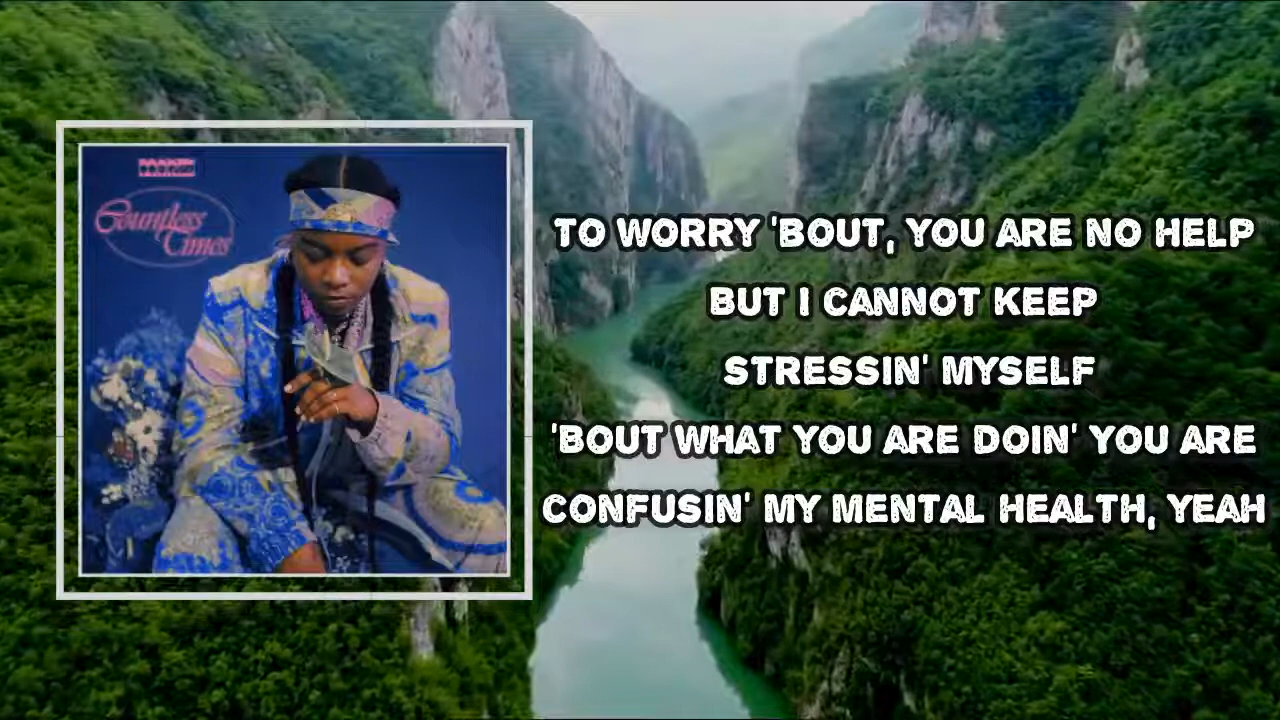 Countless
Times
TO WORRY 'BOUT, YOU ARE NO HELP
BUT I CANNOT KEEP
STRESSIN' MYSELF
'BOUT WHAT YOU ARE DOIN' YOU ARE
CONFUSIN' MY MENTAL HEALTH, YEAH